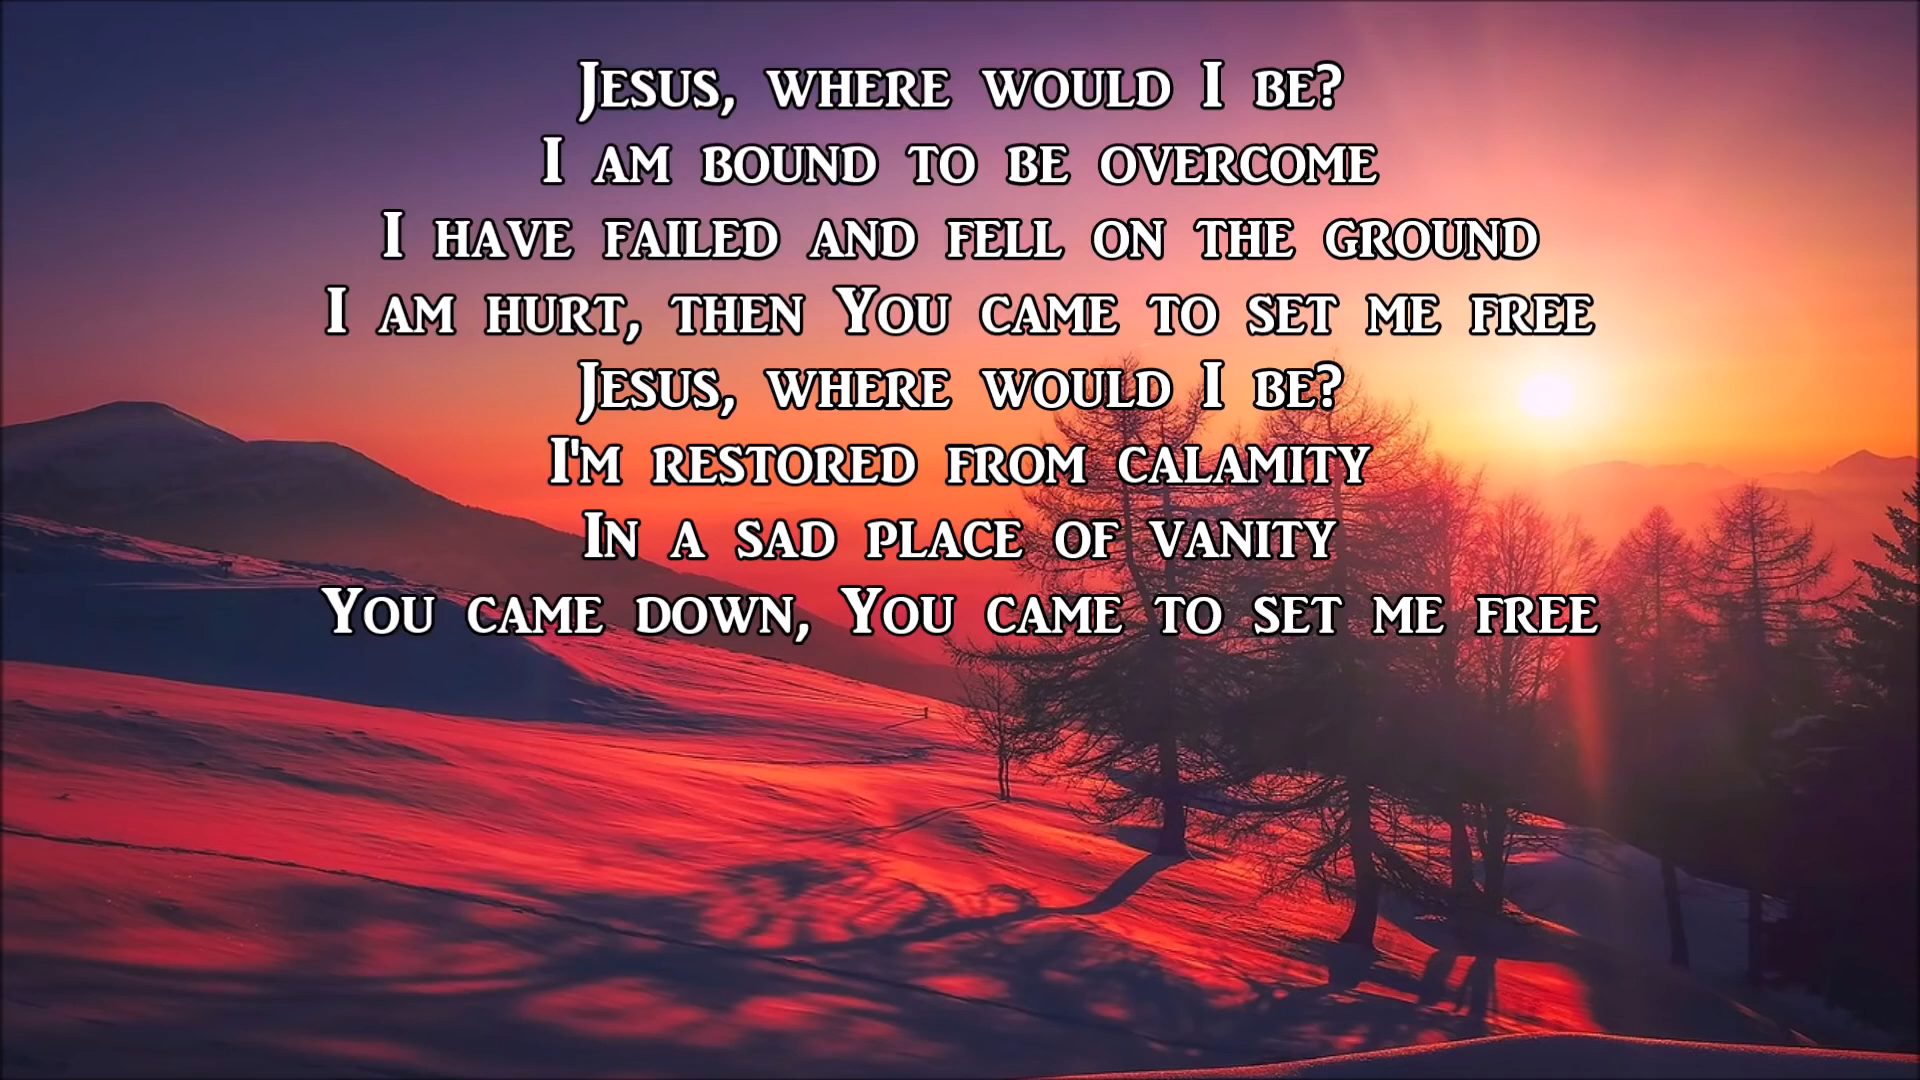 Jesus, where would I be?
I am bound to be overcome
I have failed and fell on the ground
I am hurt, then You came to set me free
Jesus, where would I be?
I'm restored from calamity
In a sad place of vanity
You came down, You came to set me free